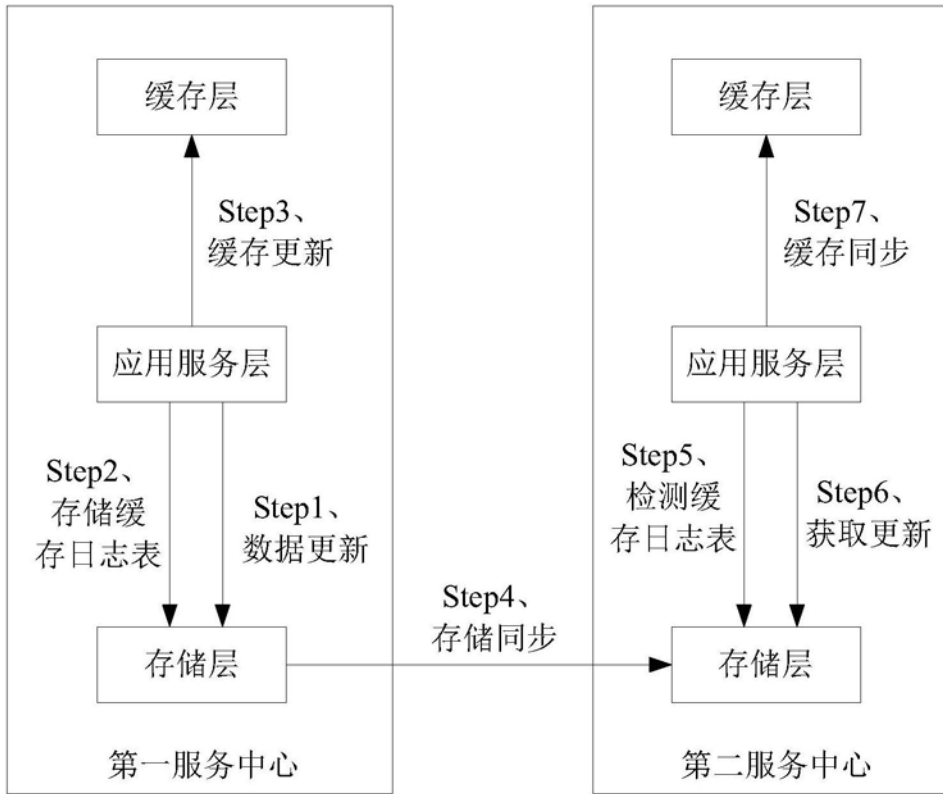 缓存层
Step3、
缓存更新
应用服务层
Step2、
存储缓
存日志表
Step1、
数据更新
存储层
第一服务中心
Step4、
存储同步
缓存层
Step7、
缓存同步
应用服务层
Step5、
检测缓
存日志表
Step6、
获取更新
存储层
第二服务中心